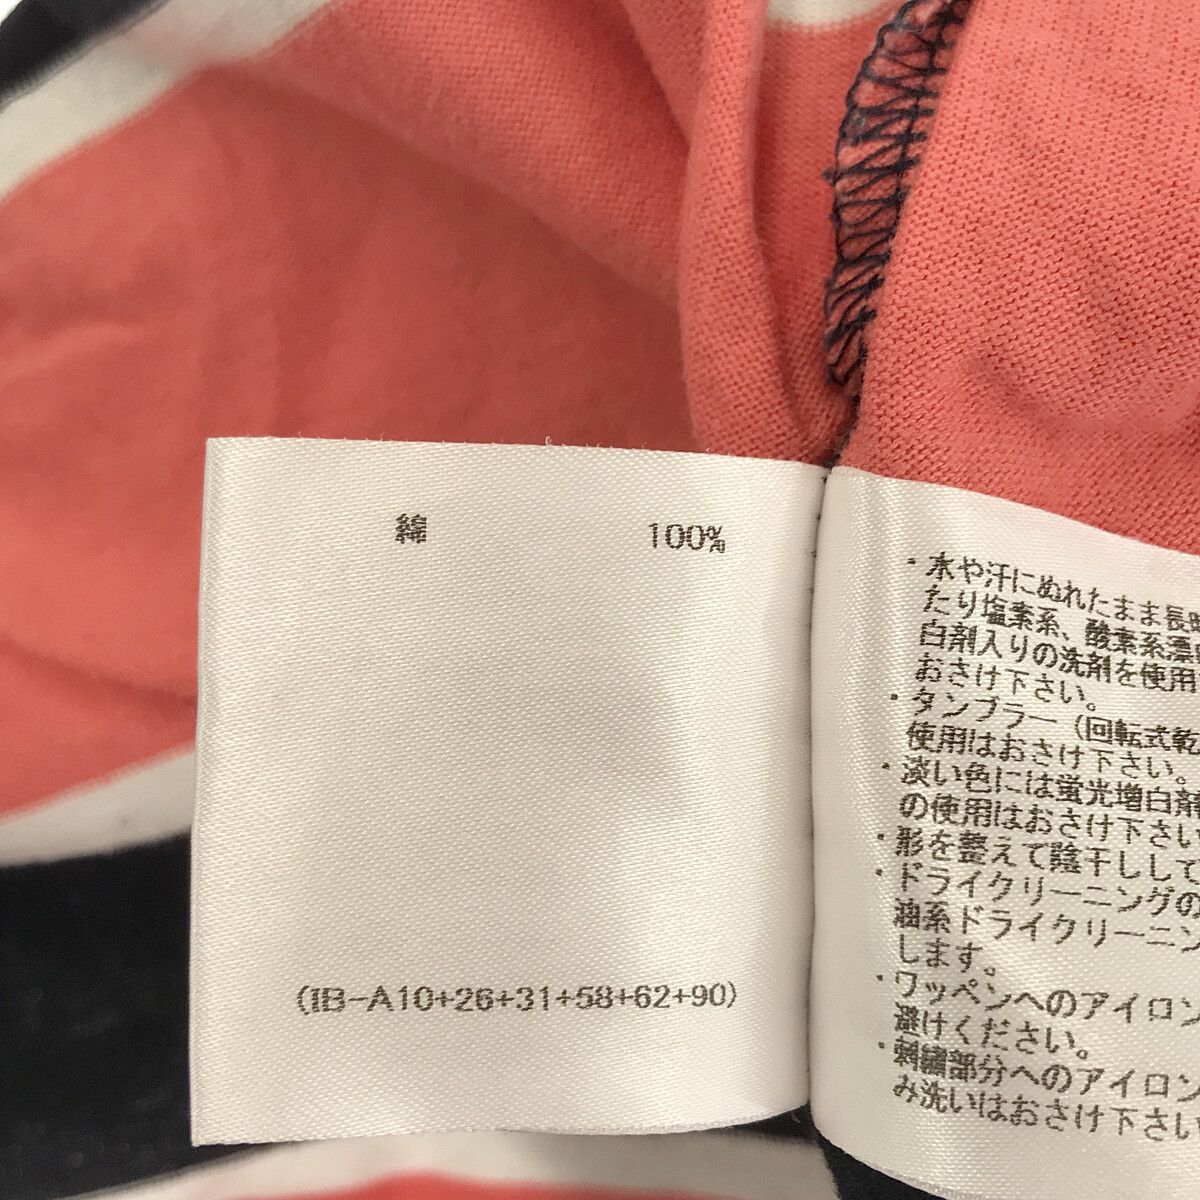 綿 100%
(IB-A10+26+31+58+62+90)
・水や汗にぬれたまま長時
たり塩素系、酸素系漂白
白剤入りの洗剤を使用
おさけ下さい。
・タンブラー（回転式乾
使用はおさけ下さい。
・淡い色には蛍光増白剤
の使用はおさけ下さい
・形を整えて陰干しして
・ドライクリーニングの
油系ドライクリーニン
します。
・ワッペンへのアイロン
避けください。
・刺繍部分へのアイロン
み洗いはおさけ下さい